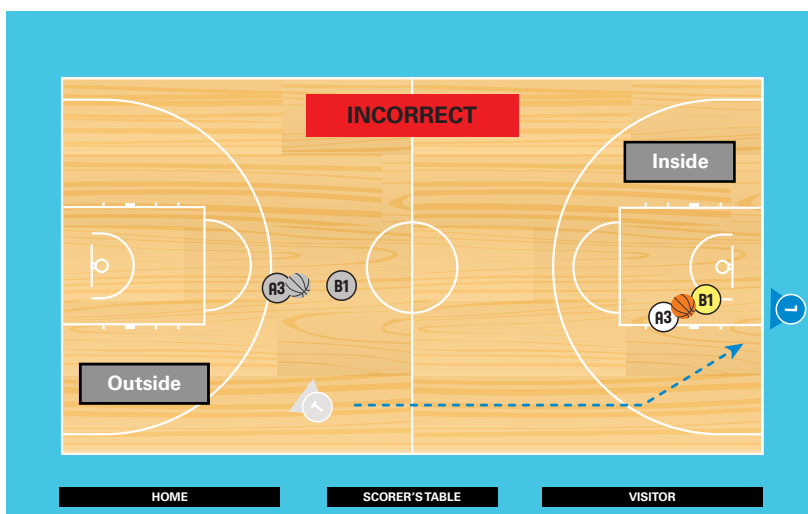 INCORRECT
Inside
A3
B1
B1
A3
L
Outside
T
HOME
SCORER'S TABLE
VISITOR